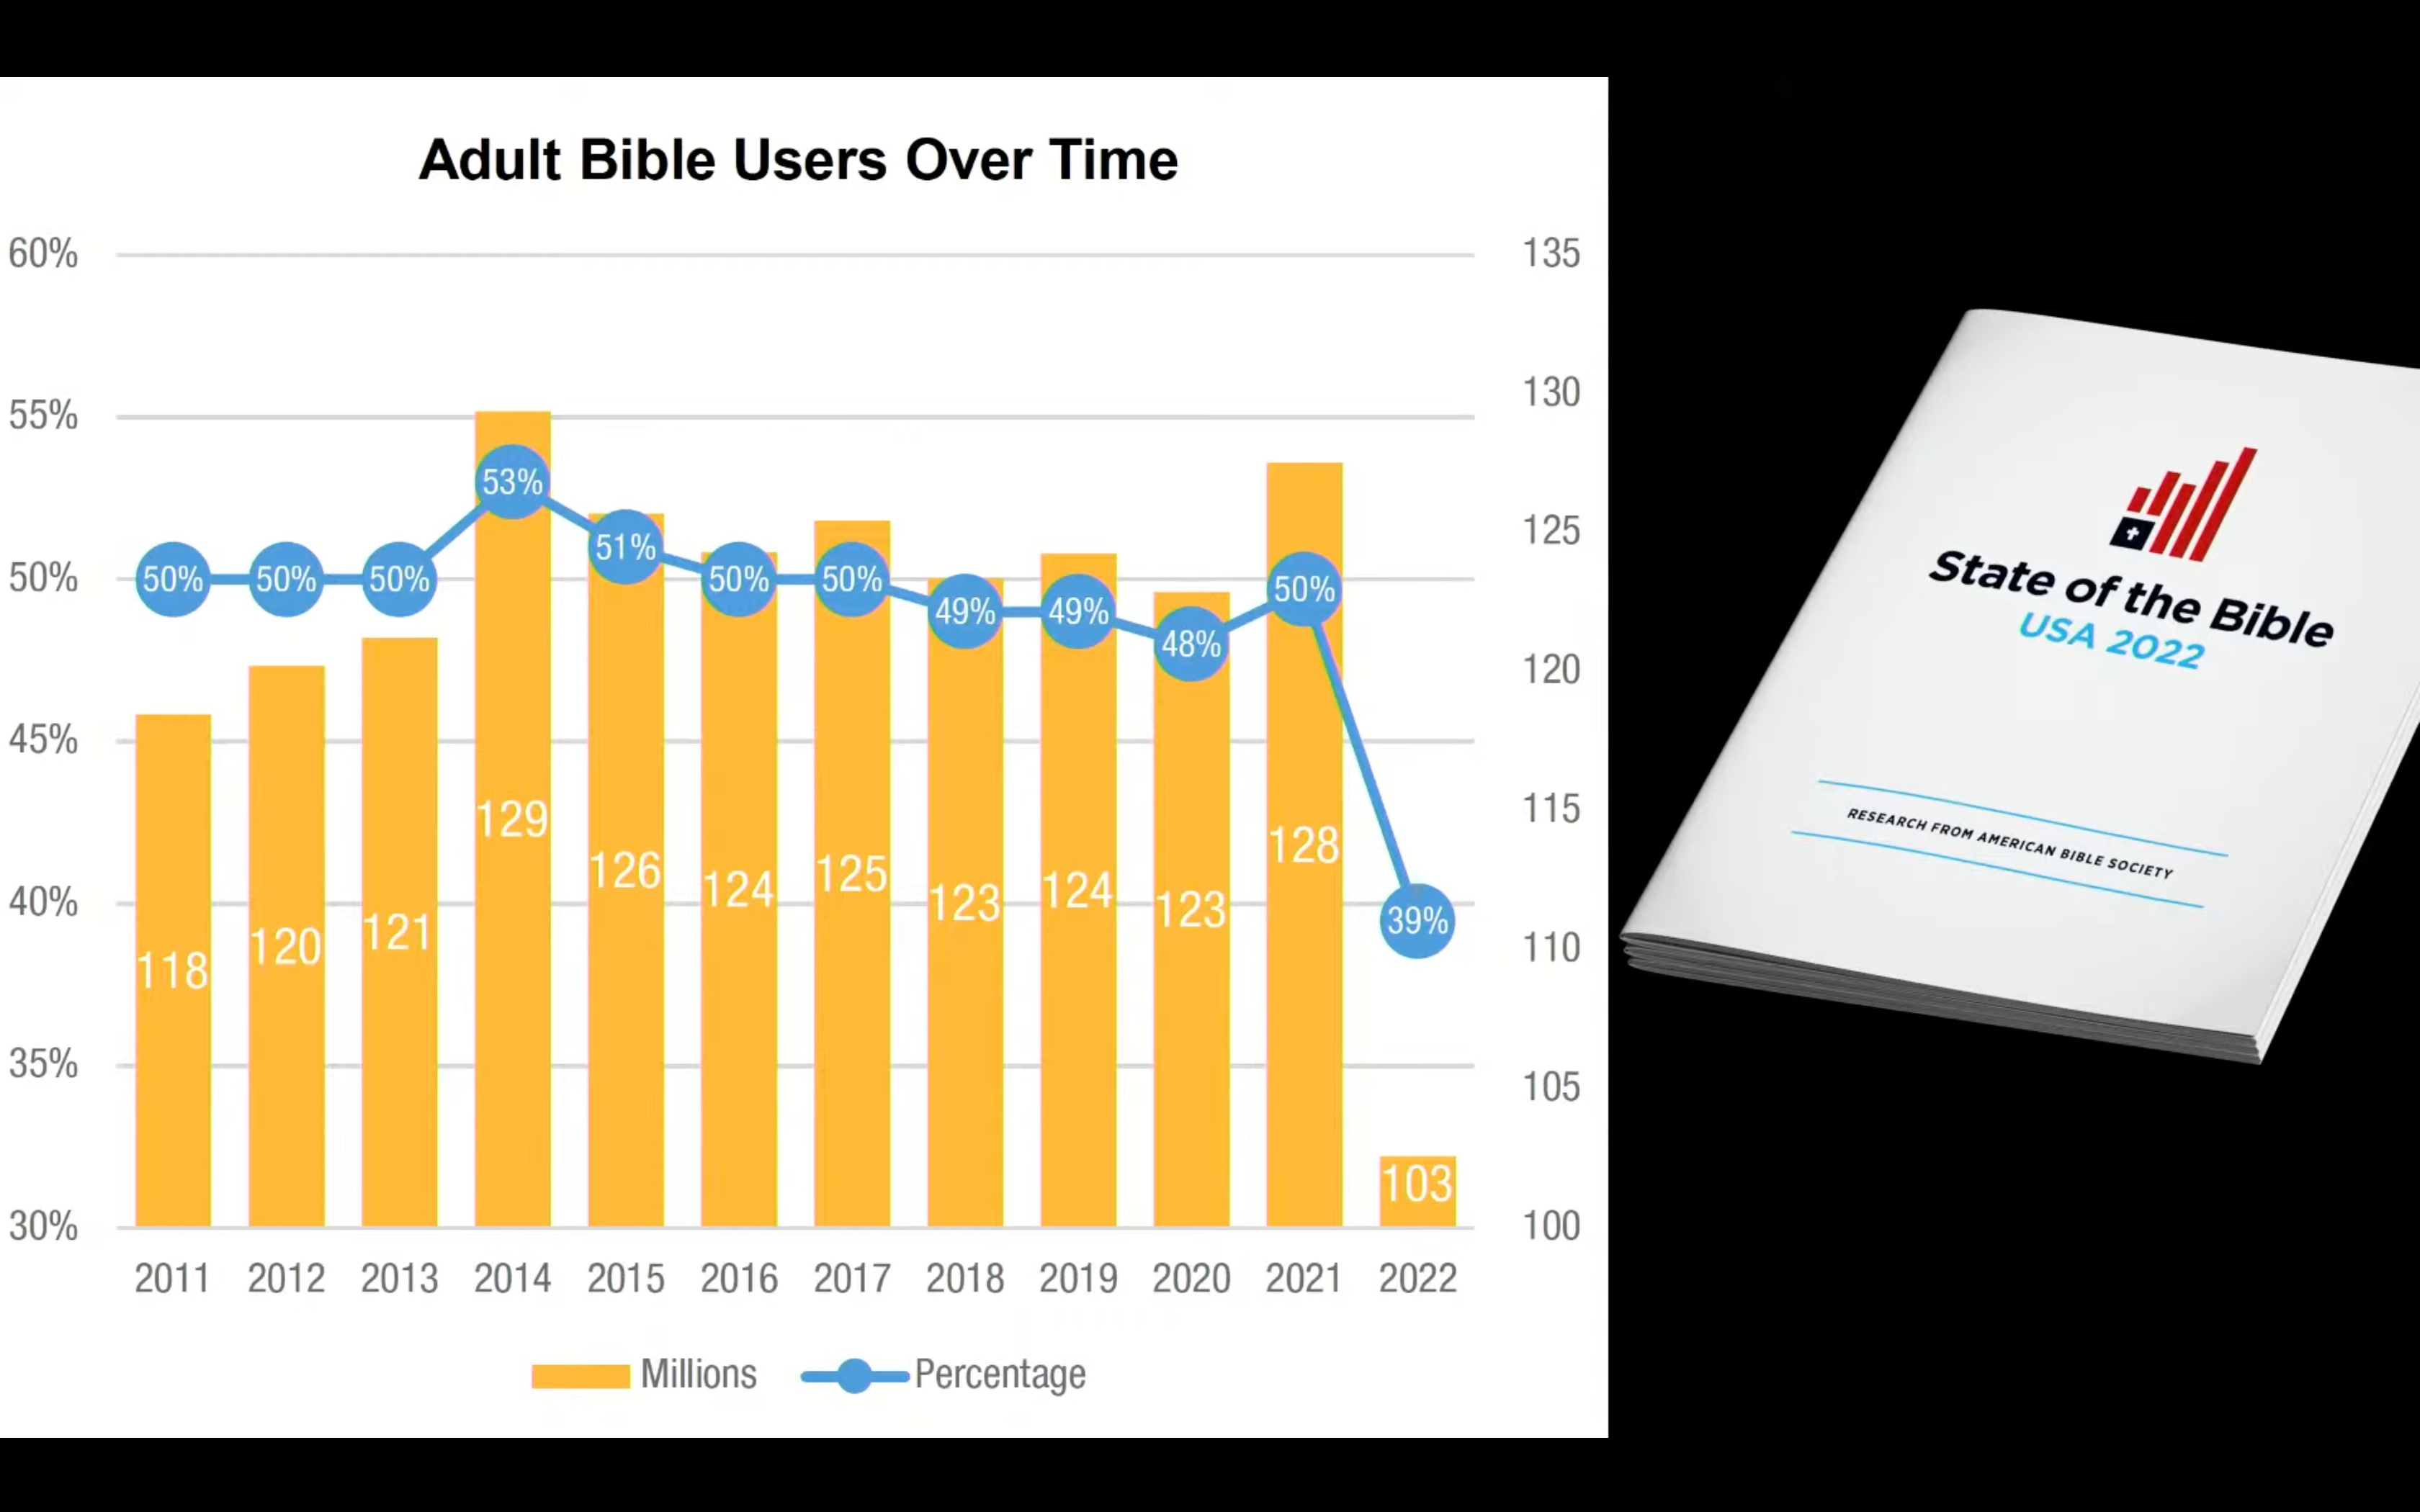 Adult Bible Users Over Time
60%
55%
50%
45%
40%
35%
30%
135
130
125
120
115
110
105
100
50% 50% 50% 53% 51% 50% 50% 49% 49% 48% 50% 39%
118 120 121 129 126 124 125 123 124 123 128 103
2011 2012 2013 2014 2015 2016 2017 2018 2019 2020 2021 2022
Millions Percentage
State of the Bible
USA 2022
RESEARCH FROM AMERICAN BIBLE SOCIETY